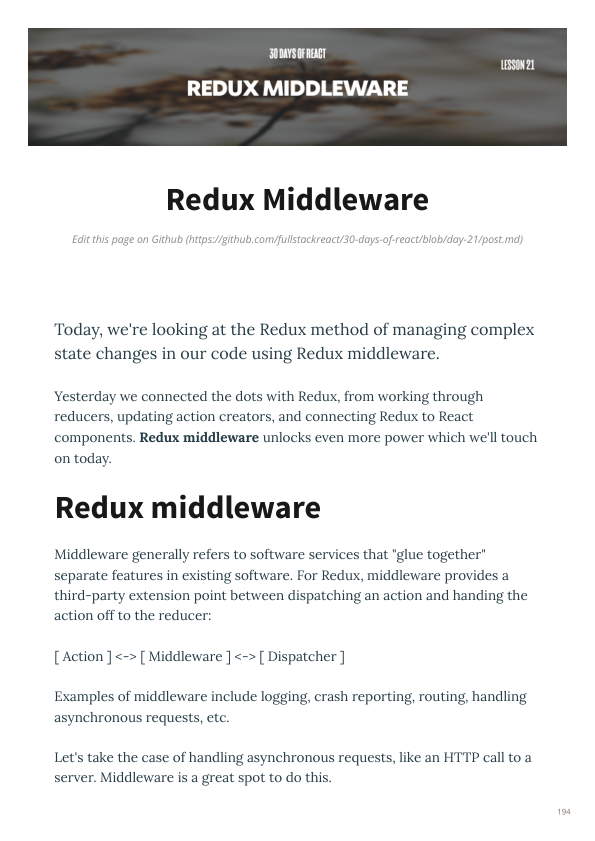 30 DAYS OF REACT
LESSON 21
REDUX MIDDLEWARE
Redux Middleware
Edit this page on Github (https://github.com/fullstackreact/30-days-of-react/blob/day-21/post.md)
Today, we're looking at the Redux method of managing complex
state changes in our code using Redux middleware.
Yesterday we connected the dots with Redux, from working through
reducers, updating action creators, and connecting Redux to React
components. Redux middleware unlocks even more power which we'll touch
on today.
Redux middleware
Middleware generally refers to software services that "glue together"
separate features in existing software. For Redux, middleware provides a
third-party extension point between dispatching an action and handing the
action off to the reducer:
[ Action ] <-> [ Middleware ] <-> [ Dispatcher ]
Examples of middleware include logging, crash reporting, routing, handling
asynchronous requests, etc.
Let's take the case of handling asynchronous requests, like an HTTP call to a
server. Middleware is a great spot to do this.
194